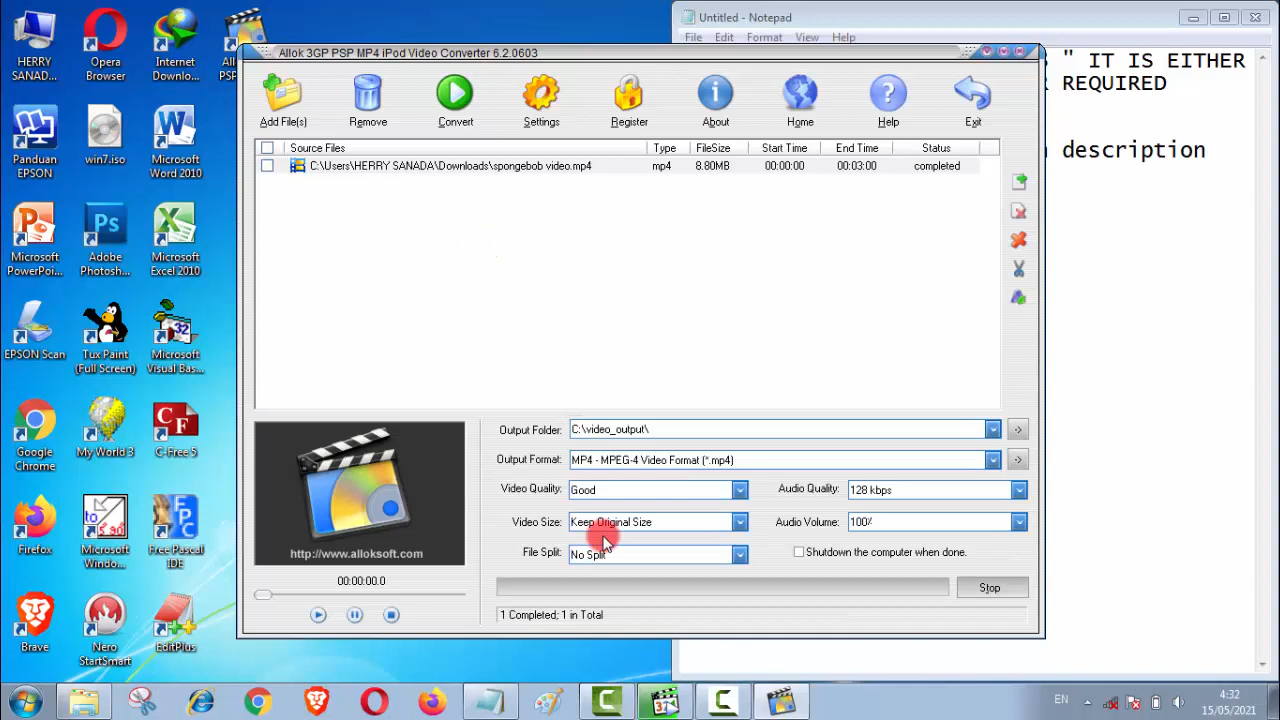 HERRY SANAD...
Opera Browser
Internet Downlo...
All PSP
Panduan EPSON
win7.iso
Microsoft Word 2010
Microsoft PowerPoi...
Adobe Photosh...
Microsoft Excel 2010
EPSON Scan
Tux Paint (Full Screen)
Microsoft Visual Bas...
Google Chrome
My World 3
C-Free 5
Firefox
Microsoft Windo...
Free Pascal IDE
Brave
Nero StartSmart
EditPlus
Allok 3GP PSP MP4 iPod Video Converter 6.2.0603
Add File(s) Remove Convert Settings Register About Home Help Exit
Source Files Type FileSize Start Time End Time Status
C:\Users\HERRY SANADA\Downloads\spongebob video.mp4 mp4 8.80MB 00:00:00 00:03:00 completed
http://www.alloksoft.com
00:00:00.0
Output Folder: C:\video_output\
Output Format: MP4 - MPEG-4 Video Format (*.mp4)
Video Quality: Good Audio Quality: 128 kbps
Video Size: Keep Original Size Audio Volume: 100%
File Split: No Split Shutdown the computer when done.
Stop
1 Completed; 1 in Total
Untitled - Notepad
File Edit Format View Help
" IT IS EITHER
REQUIRED
description
EN
4:32
15/05/2021